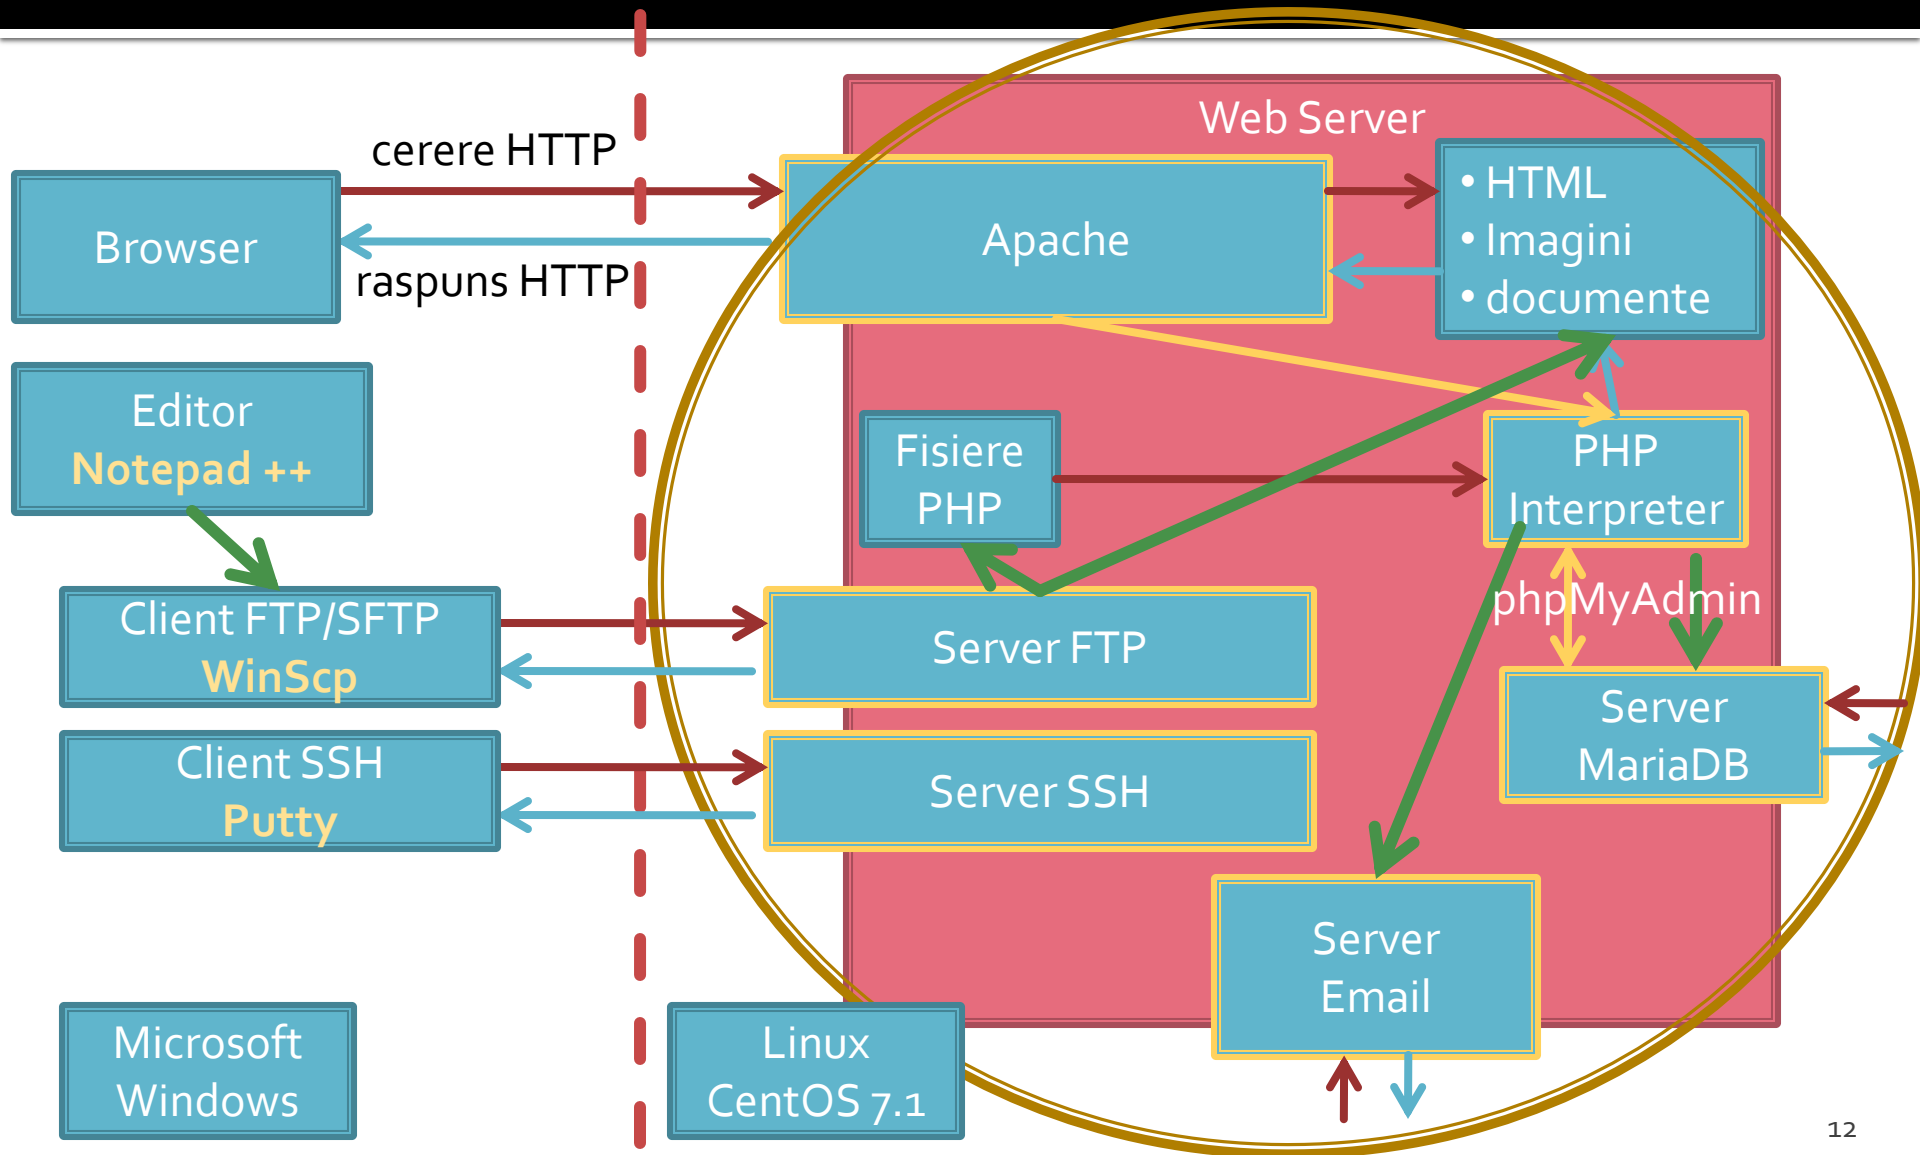 Web Server
cerere HTTP
Browser
raspuns HTTP
Apache
• HTML
• Imagini
• documente
Editor
Notepad ++
Fisiere
PHP
PHP
Interpreter
phpMyAdmin
Client FTP/SFTP
WinScp
Server FTP
Server
MariaDB
Client SSH
Putty
Server SSH
Server
Email
Microsoft
Windows
Linux
CentOS 7.1
12